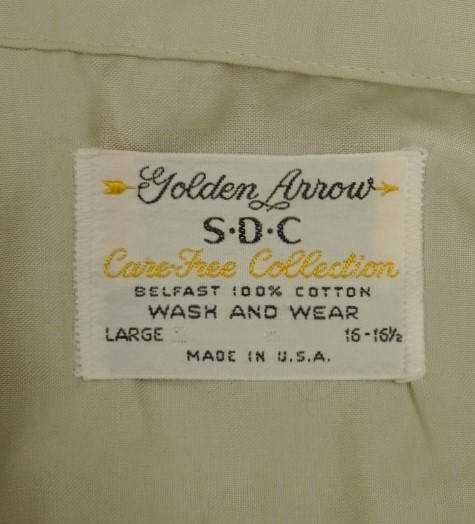 Golden Arrow
S·D·C
Care-Free Collection
BELFAST 100% COTTON
WASH AND WEAR
LARGE 16-16½
MADE IN U.S.A.